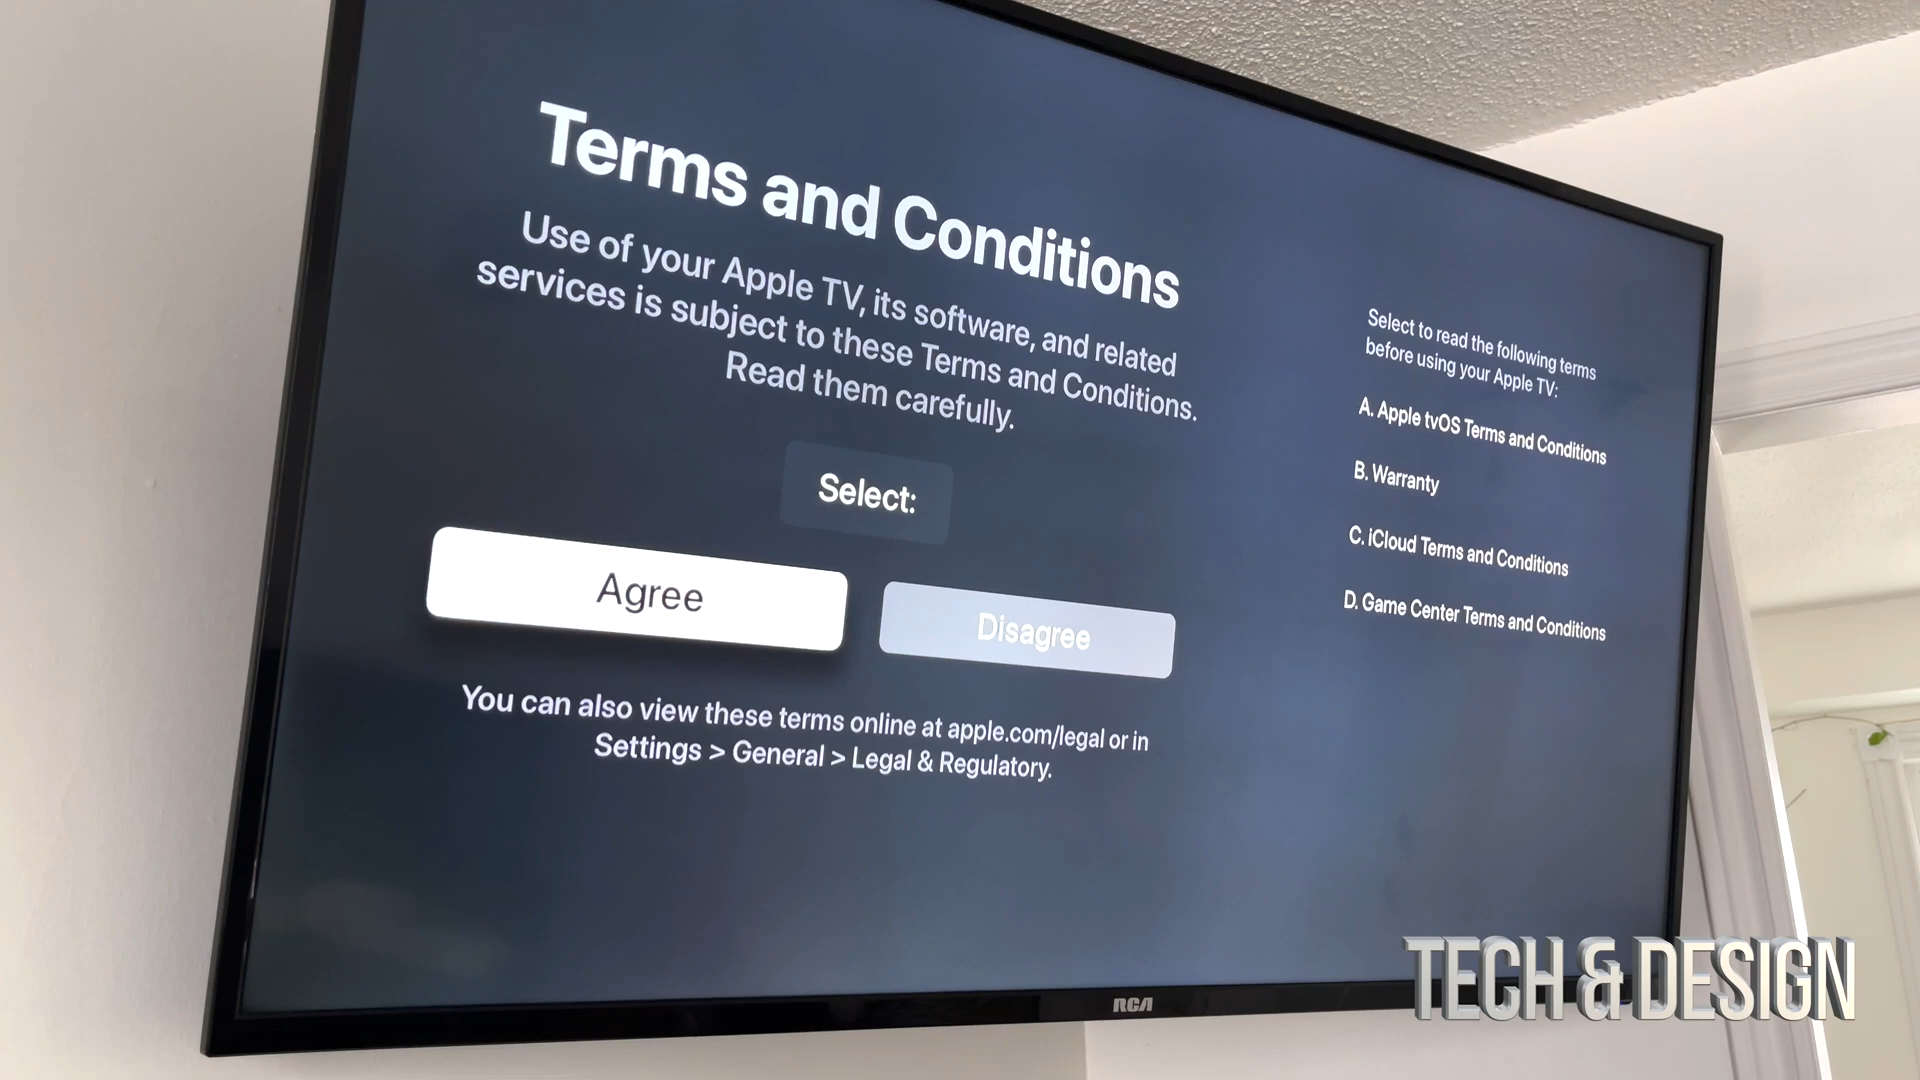 Terms and Conditions
Use of your Apple TV, its software, and related
services is subject to these Terms and Conditions.
Read them carefully.
Select:
Agree
Disagree
You can also view these terms online at apple.com/legal or in
Settings > General > Legal & Regulatory.
Select to read the following terms
before using your Apple TV:
A. Apple tvOS Terms and Conditions
B. Warranty
C. iCloud Terms and Conditions
D. Game Center Terms and Conditions
RCA
TECH & DESIGN